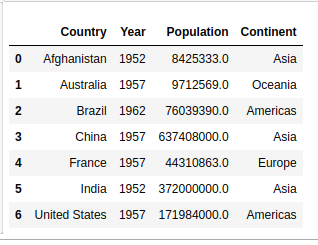 Country Year Population Continent
0 Afghanistan 1952 8425333.0 Asia
1 Australia 1957 9712569.0 Oceania
2 Brazil 1962 76039390.0 Americas
3 China 1957 637408000.0 Asia
4 France 1957 44310863.0 Europe
5 India 1952 372000000.0 Asia
6 United States 1957 171984000.0 Americas